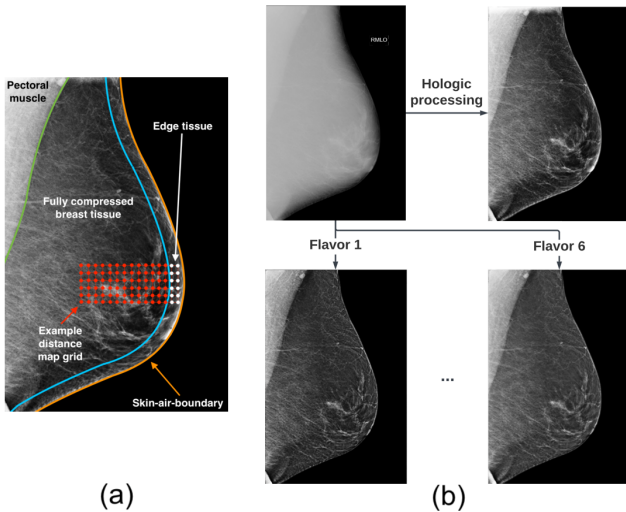 Pectoral
muscle
Edge tissue
Fully compressed
breast tissue
Example
distance
map grid
Skin-air-boundary
(a)
RMLO
Hologic
processing
Flavor 1
Flavor 6
...
(b)